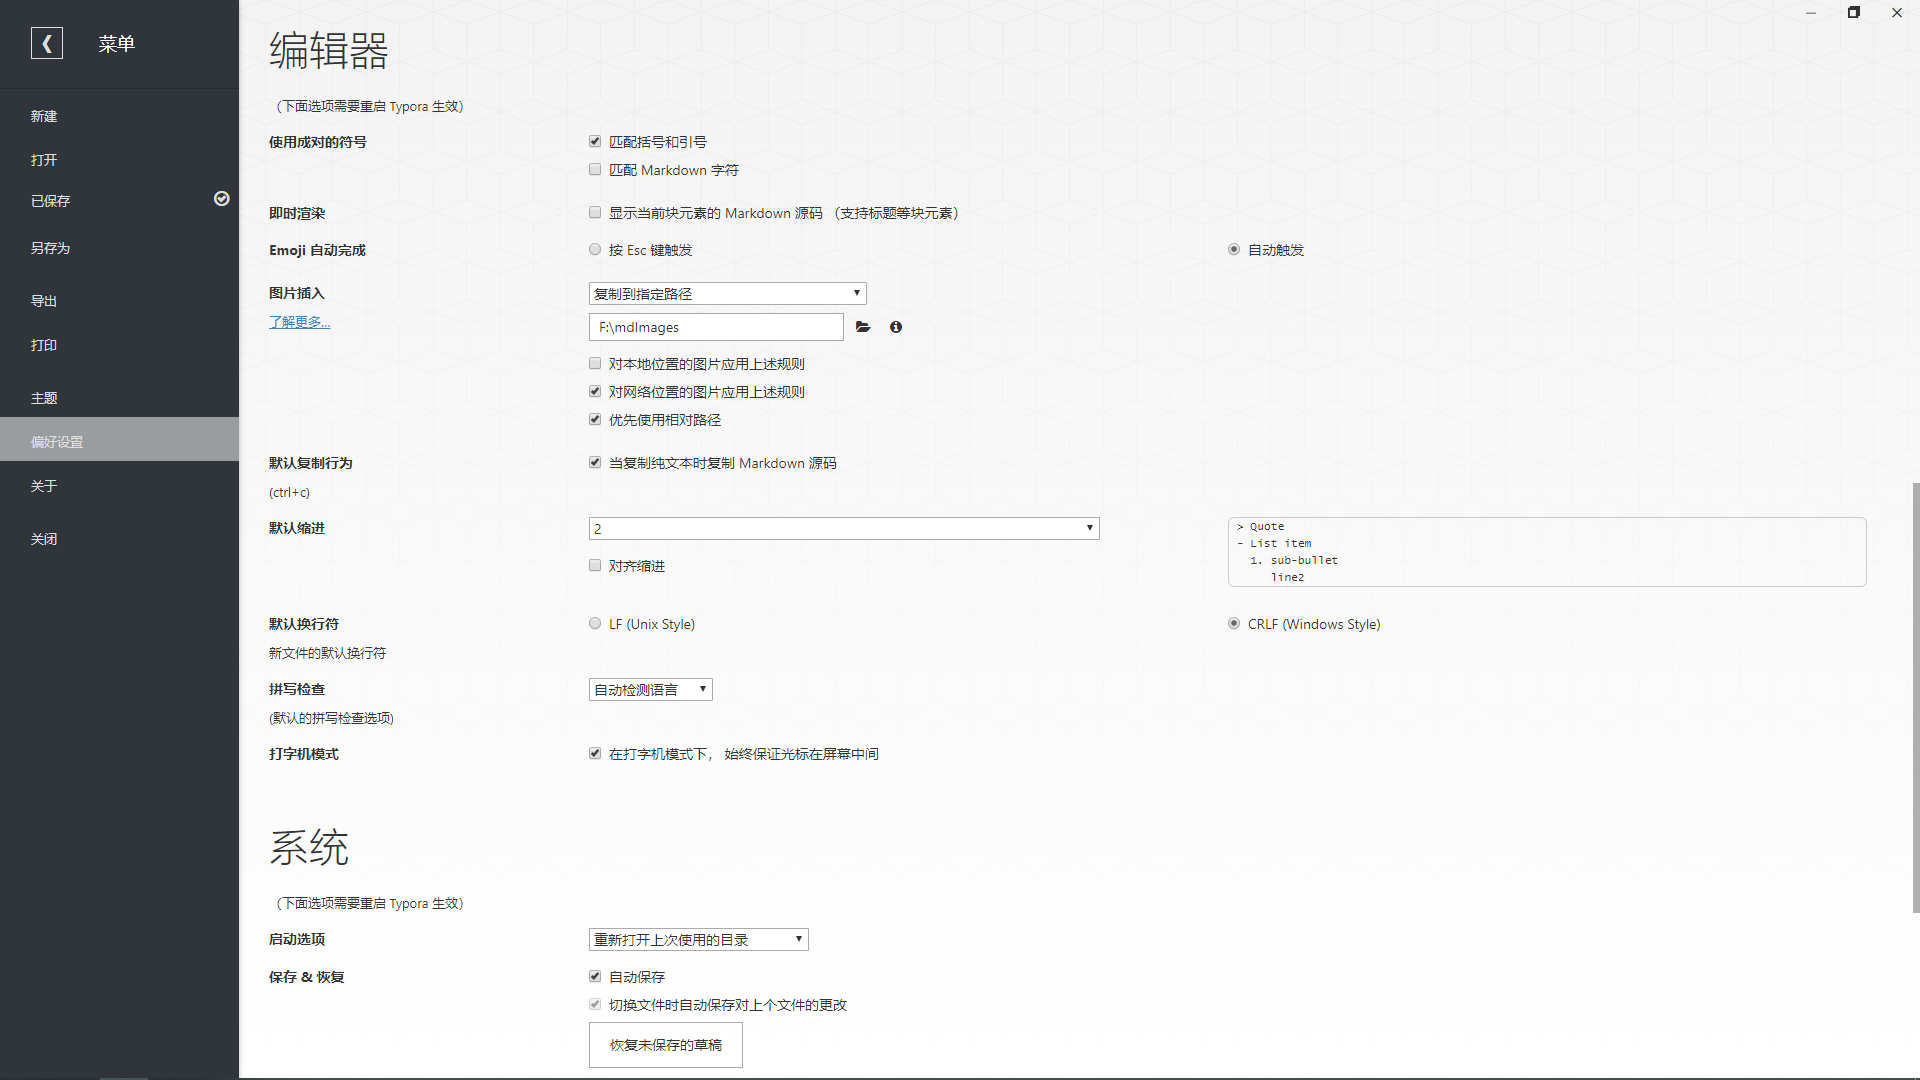 菜单
新建
打开
已保存
另存为
导出
打印
主题
偏好设置
关于
关闭
编辑器
（下面选项需要重启 Typora 生效）
使用成对的符号
匹配括号和引号
匹配 Markdown 字符
即时渲染
显示当前块元素的 Markdown 源码 （支持标题等块元素）
Emoji 自动完成
按 Esc 键触发
自动触发
图片插入
复制到指定路径
了解更多...
F:\mdImages
对本地位置的图片应用上述规则
对网络位置的图片应用上述规则
优先使用相对路径
默认复制行为
当复制纯文本时复制 Markdown 源码
(ctrl+c)
默认缩进
2
> Quote
- List item
1. sub-bullet
line2
对齐缩进
默认换行符
LF (Unix Style)
CRLF (Windows Style)
新文件的默认换行符
拼写检查
自动检测语言
(默认的拼写检查选项)
打字机模式
在打字机模式下， 始终保证光标在屏幕中间
系统
（下面选项需要重启 Typora 生效）
启动选项
重新打开上次使用的目录
保存 & 恢复
自动保存
切换文件时自动保存对上个文件的更改
恢复未保存的草稿